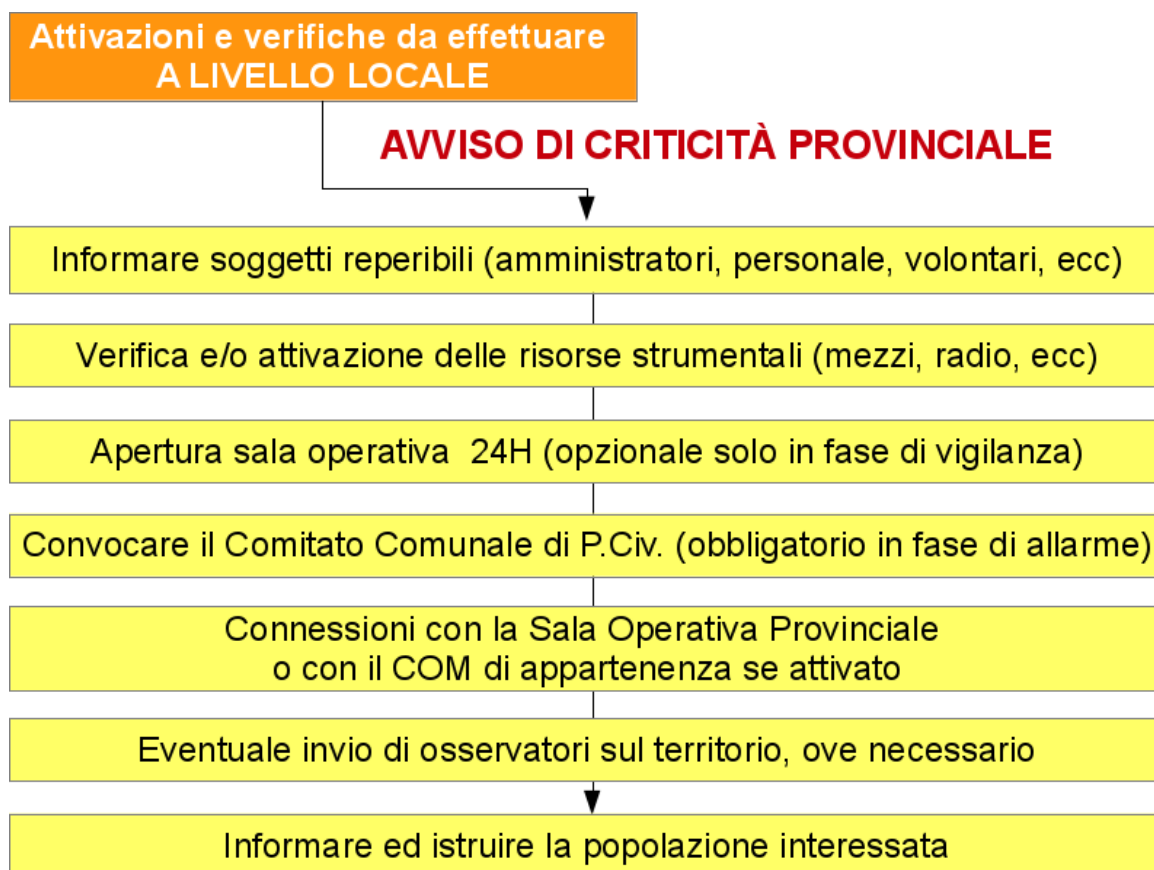 Attivazioni e verifiche da effettuare
A LIVELLO LOCALE
AVVISO DI CRITICITÀ PROVINCIALE
Informare soggetti reperibili (amministratori, personale, volontari, ecc)
Verifica e/o attivazione delle risorse strumentali (mezzi, radio, ecc)
Apertura sala operativa 24H (opzionale solo in fase di vigilanza)
Convocare il Comitato Comunale di P.Civ. (obbligatorio in fase di allarme)
Connessioni con la Sala Operativa Provinciale
o con il COM di appartenenza se attivato
Eventuale invio di osservatori sul territorio, ove necessario
Informare ed istruire la popolazione interessata